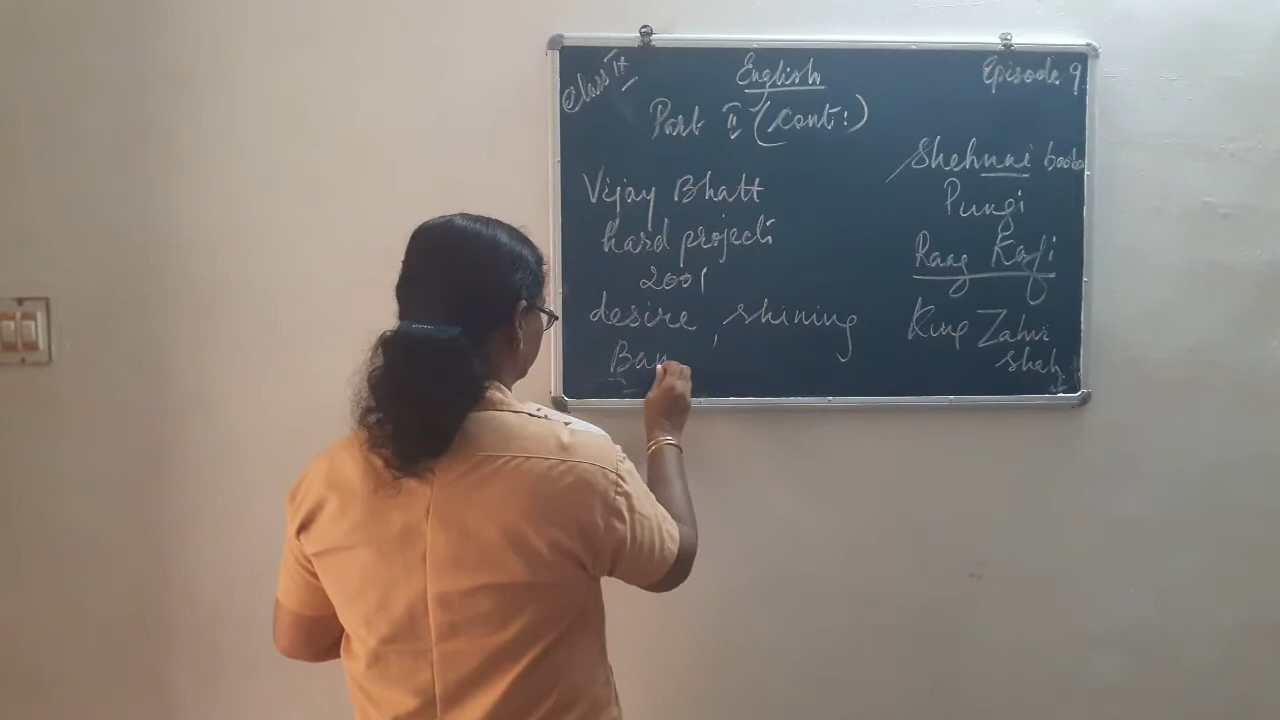 Class IX
English
Episode 9
Part II (Cont:)
Vijay Bhatt
hard projects
2001
desire, shining
Ban
Shehnai
Pungi
Raag Kafi
King Zahir
Shah